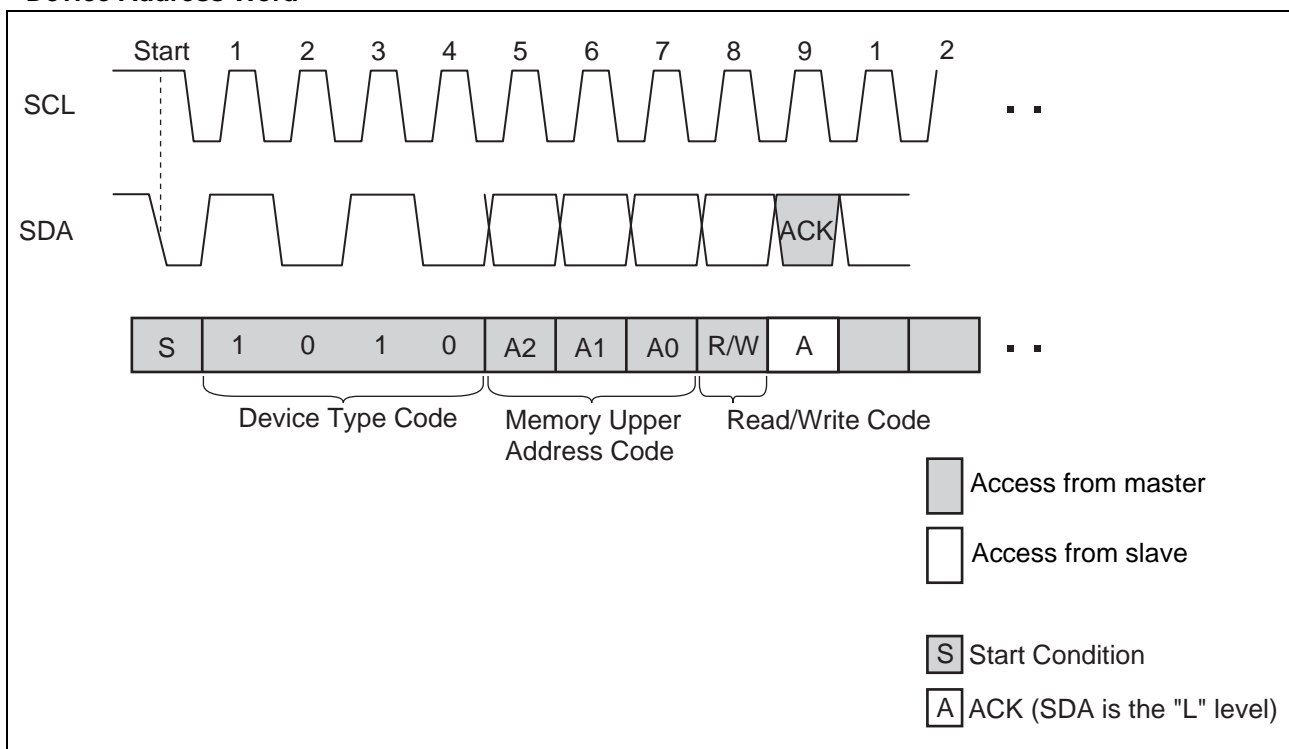 Device Address Word
Start 1 2 3 4 5 6 7 8 9 1 2
SCL
. .
SDA
ACK
S 1 0 1 0 A2 A1 A0 R/W A
. .
Device Type Code
Memory Upper
Address Code
Read/Write Code
Access from master
Access from slave
S Start Condition
A ACK (SDA is the "L" level)